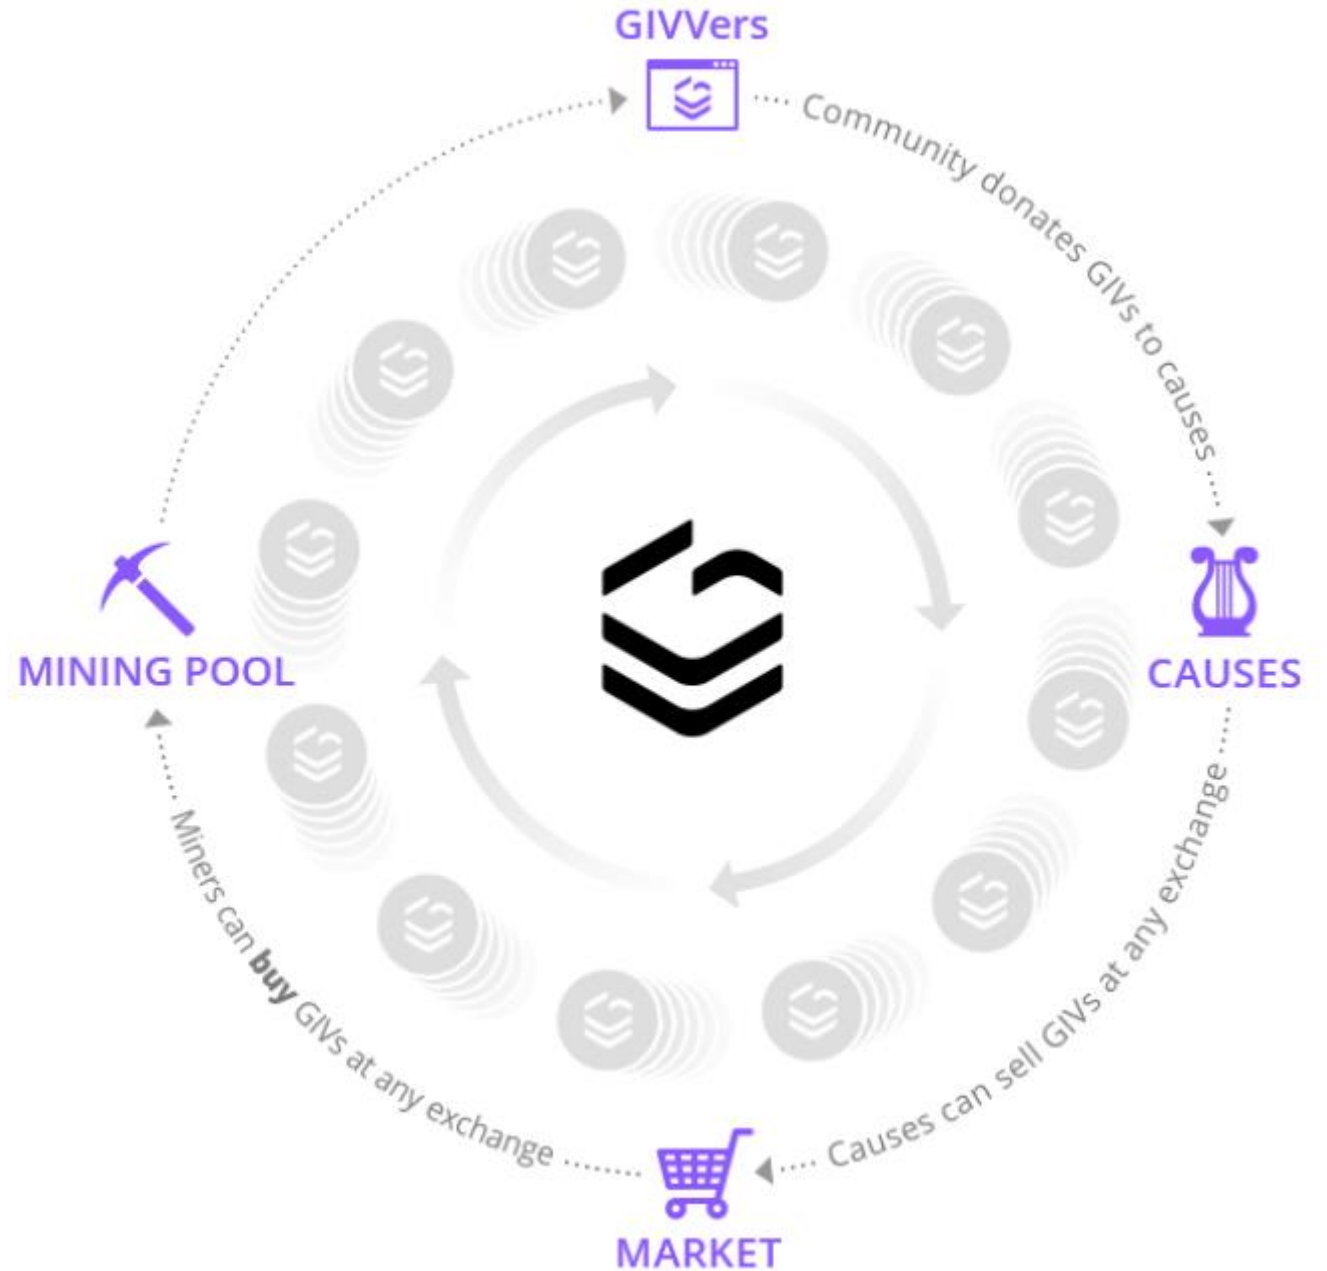 GIVVers
Community donates GIVs to causes
CAUSES
Causes can sell GIVs at any exchange
MARKET
Miners can buy GIVs at any exchange
MINING POOL